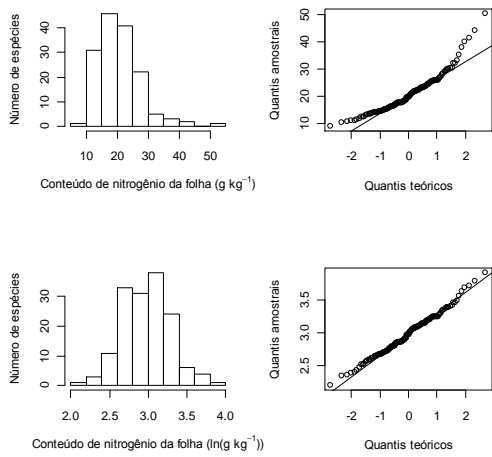 Número de espécies
0 10 20 30 40
10 20 30 40 50
Conteúdo de nitrogênio da folha (g kg⁻¹)
Quantis amostrais
10 20 30 40 50
-2 -1 0 1 2
Quantis teóricos
Número de espécies
0 10 20 30
2.0 2.5 3.0 3.5 4.0
Conteúdo de nitrogênio da folha (ln(g kg⁻¹))
Quantis amostrais
2.5 3.0 3.5
-2 -1 0 1 2
Quantis teóricos